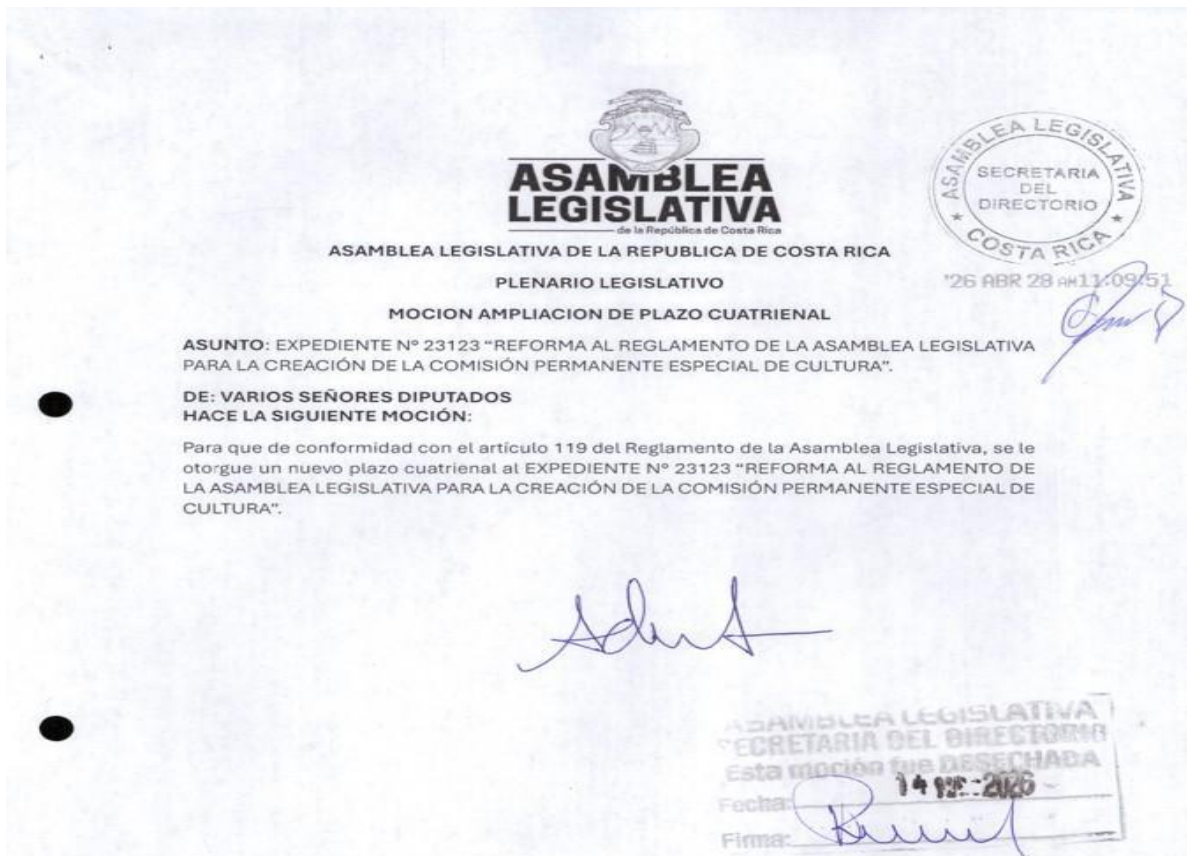 ASAMBLEA
LEGISLATIVA
de la República de Costa Rica
ASAMBLEA LEGISLATIVA
SECRETARIA
DEL
DIRECTORIO
COSTA RICA
'26 ABR 28 AM11:09:51
ASAMBLEA LEGISLATIVA DE LA REPUBLICA DE COSTA RICA
PLENARIO LEGISLATIVO
MOCION AMPLIACION DE PLAZO CUATRIENAL
ASUNTO: EXPEDIENTE Nº 23123 “REFORMA AL REGLAMENTO DE LA ASAMBLEA LEGISLATIVA
PARA LA CREACIÓN DE LA COMISIÓN PERMANENTE ESPECIAL DE CULTURA”.
DE: VARIOS SEÑORES DIPUTADOS
HACE LA SIGUIENTE MOCIÓN:
Para que de conformidad con el artículo 119 del Reglamento de la Asamblea Legislativa, se le
otorgue un nuevo plazo cuatrienal al EXPEDIENTE Nº 23123 “REFORMA AL REGLAMENTO DE
LA ASAMBLEA LEGISLATIVA PARA LA CREACIÓN DE LA COMISIÓN PERMANENTE ESPECIAL DE
CULTURA”.
ASAMBLEA LEGISLATIVA
SECRETARIA DEL DIRECTORIO
Esta moción fue DESECHADA
Fecha: 14 2026
Firma: